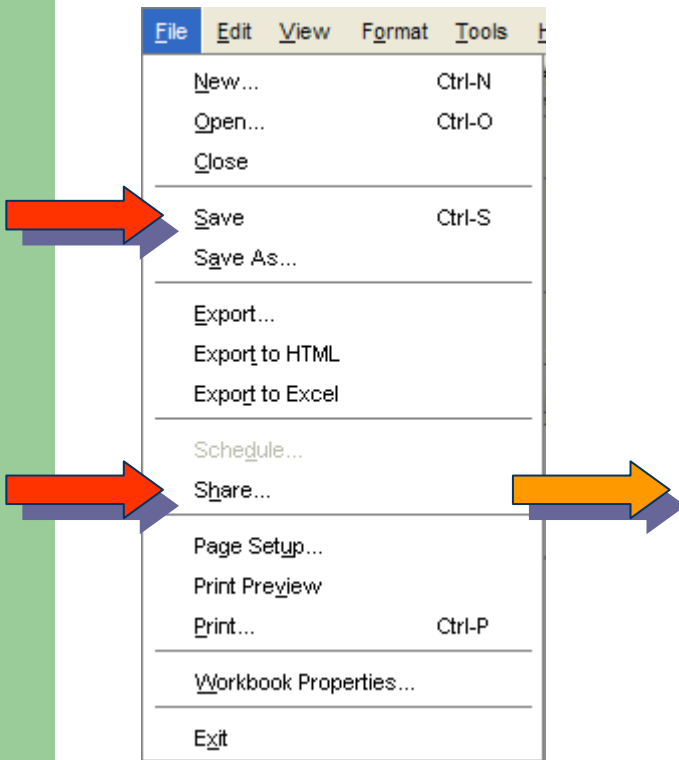 File Edit View Format Tools
New... Ctrl-N
Open... Ctrl-O
Close
Save Ctrl-S
Save As...
Export...
Export to HTML
Export to Excel
Schedule...
Share...
Page Setup...
Print Preview
Print... Ctrl-P
Workbook Properties...
Exit